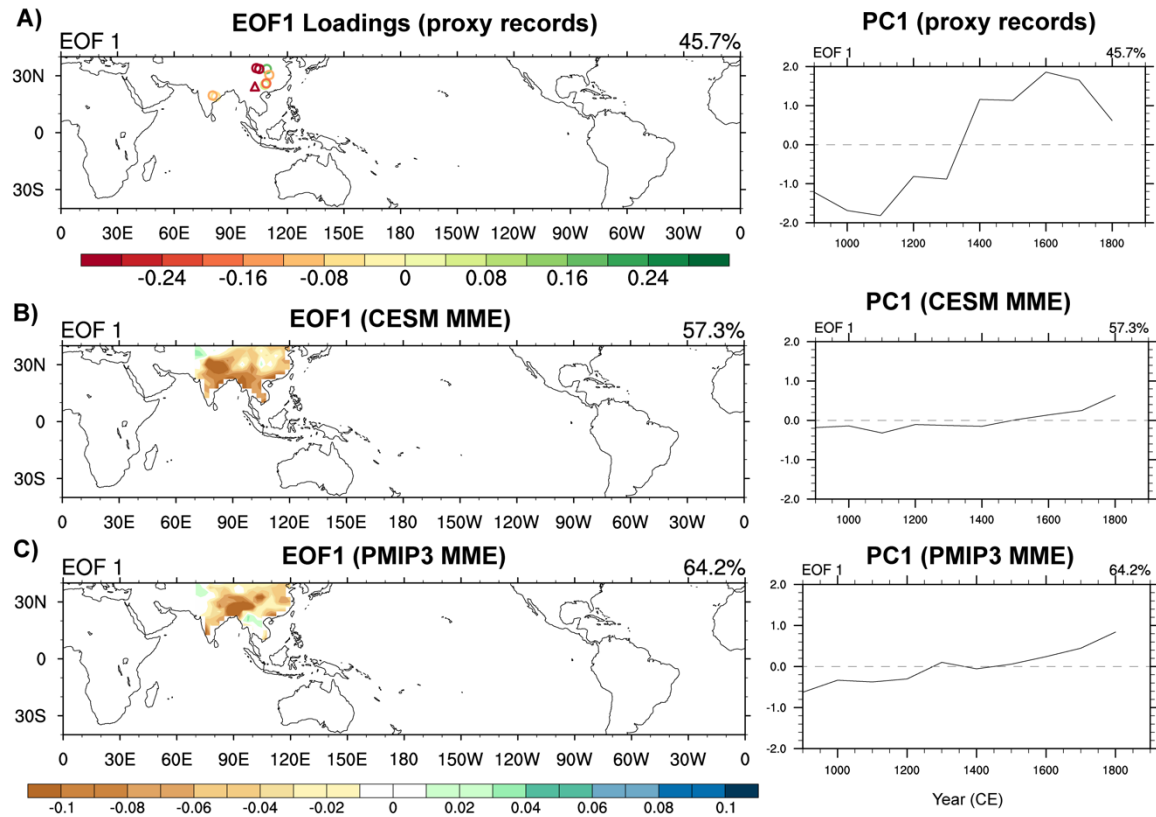 A)
EOF1 Loadings (proxy records)
EOF 1
45.7%
30N
0
30S
0 30E 60E 90E 120E 150E 180 150W 120W 90W 60W 30W 0
-0.24 -0.16 -0.08 0 0.08 0.16 0.24
PC1 (proxy records)
EOF 1
45.7%
2.0
1.0
0.0
-1.0
-2.0
1000 1200 1400 1600 1800
B)
EOF1 (CESM MME)
EOF 1
57.3%
30N
0
30S
0 30E 60E 90E 120E 150E 180 150W 120W 90W 60W 30W 0
PC1 (CESM MME)
EOF 1
57.3%
2.0
1.0
0.0
-1.0
-2.0
1000 1200 1400 1600 1800
C)
EOF1 (PMIP3 MME)
EOF 1
64.2%
30N
0
30S
0 30E 60E 90E 120E 150E 180 150W 120W 90W 60W 30W 0
-0.1 -0.08 -0.06 -0.04 -0.02 0 0.02 0.04 0.06 0.08 0.1
PC1 (PMIP3 MME)
EOF 1
64.2%
2.0
1.0
0.0
-1.0
-2.0
1000 1200 1400 1600 1800
Year (CE)